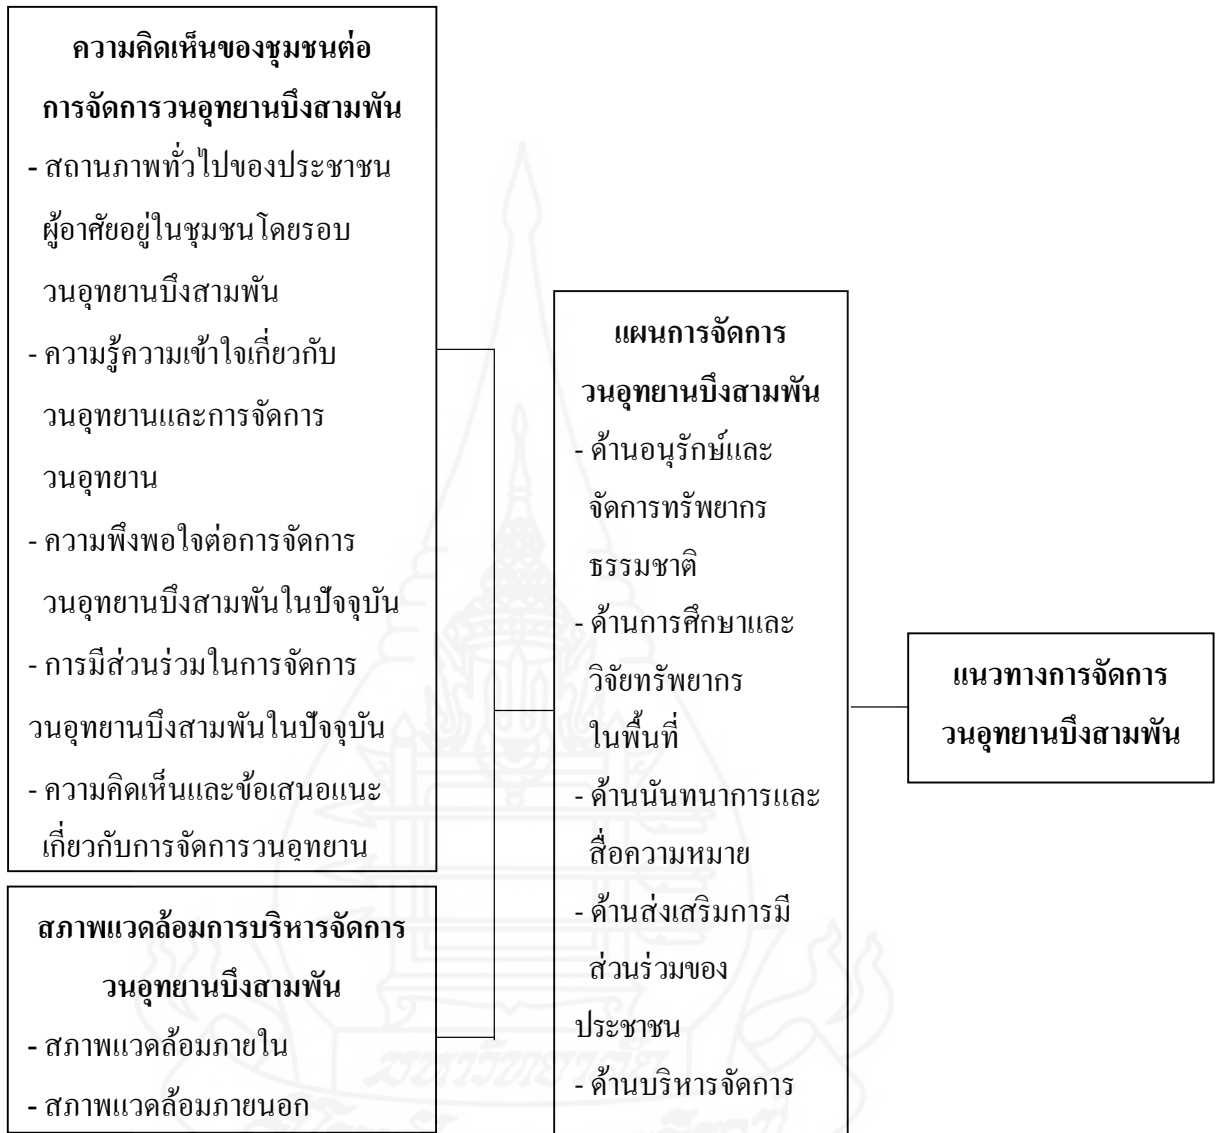 ความคิดเห็นของชุมชนต่อ
การจัดการวนอุทยานบึงสามพัน
- สถานภาพทั่วไปของประชาชน
ผู้อาศัยอยู่ในชุมชนโดยรอบ
วนอุทยานบึงสามพัน
- ความรู้ความเข้าใจเกี่ยวกับ
วนอุทยานและการจัดการ
วนอุทยาน
- ความพึงพอใจต่อการจัดการ
วนอุทยานบึงสามพันในปัจจุบัน
- การมีส่วนร่วมในการจัดการ
วนอุทยานบึงสามพันในปัจจุบัน
- ความคิดเห็นและข้อเสนอแนะ
เกี่ยวกับการจัดการวนอุทยาน
สภาพแวดล้อมการบริหารจัดการ
วนอุทยานบึงสามพัน
- สภาพแวดล้อมภายใน
- สภาพแวดล้อมภายนอก
แผนการจัดการ
วนอุทยานบึงสามพัน
- ด้านอนุรักษ์และ
จัดการทรัพยากร
ธรรมชาติ
- ด้านการศึกษาและ
วิจัยทรัพยากร
ในพื้นที่
- ด้านนันทนาการและ
สื่อความหมาย
- ด้านส่งเสริมการมี
ส่วนร่วมของ
ประชาชน
- ด้านบริหารจัดการ
แนวทางการจัดการ
วนอุทยานบึงสามพัน